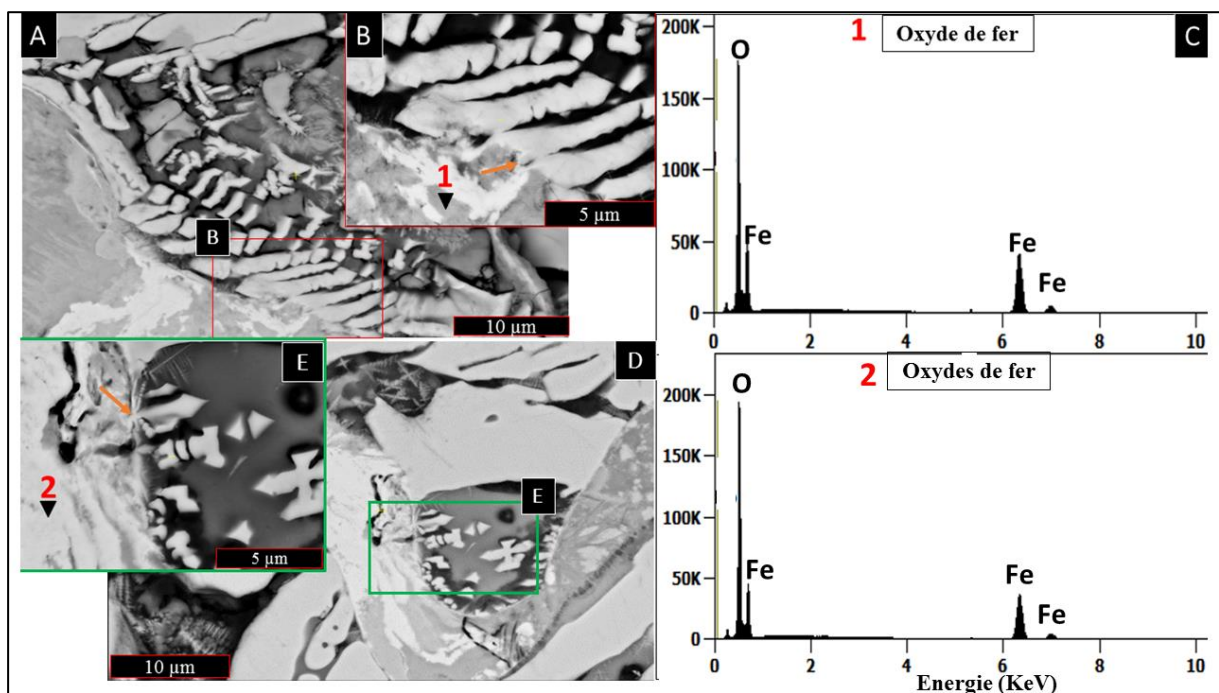 A
B
1
B
5 µm
10 µm
E
2
5 µm
D
E
10 µm
1
Oxyde de fer
C
200K
150K
100K
50K
0
O
Fe
Fe
Fe
0 2 4 6 8 10
2
Oxydes de fer
200K
150K
100K
50K
0
O
Fe
Fe
Fe
0 2 4 6 8 10
Energie (KeV)